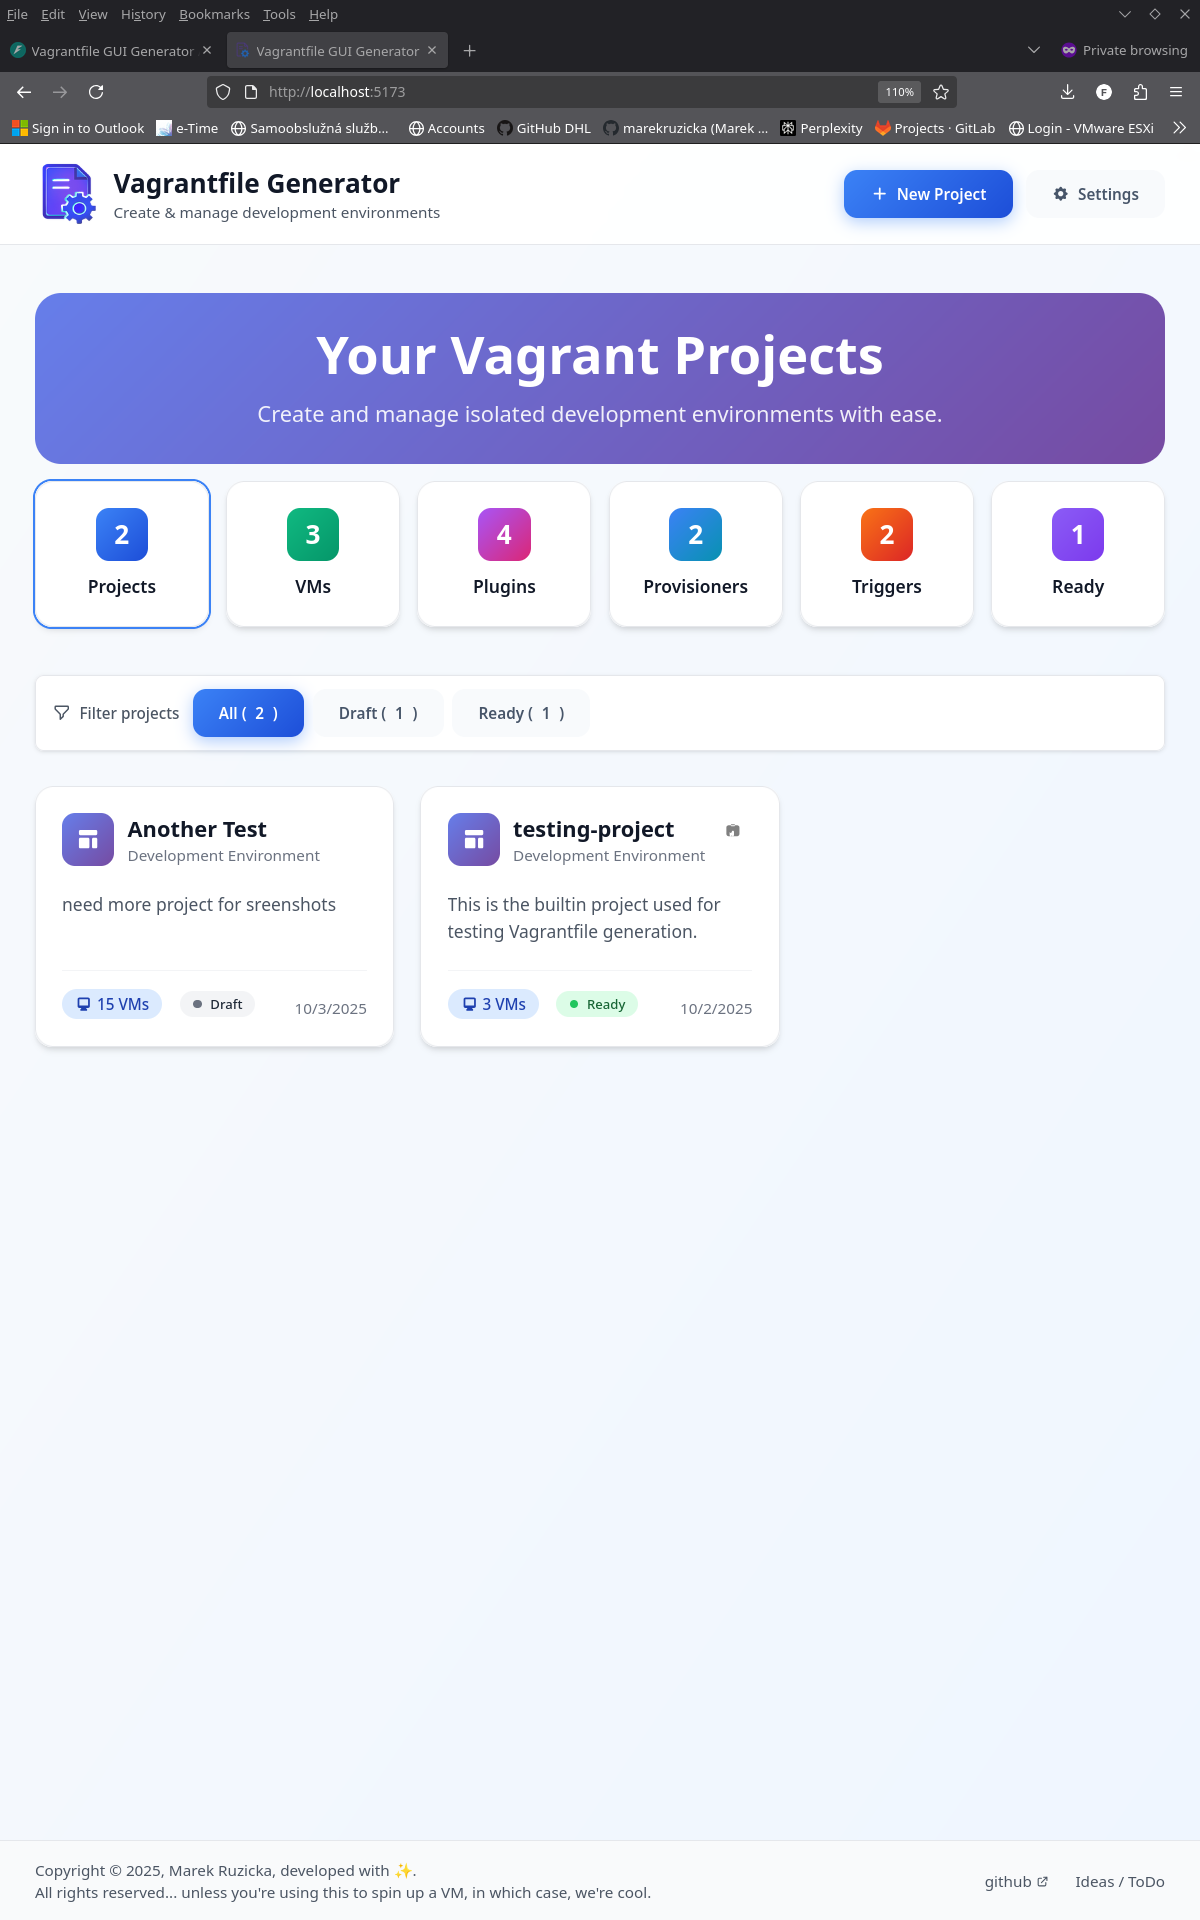 File Edit View History Bookmarks Tools Help
Vagrantfile GUI Generator Vagrantfile GUI Generator Private browsing
http://localhost:5173 110%
Sign in to Outlook e-Time Samoobslužná služb... Accounts GitHub DHL marekruzicka (Marek ... Perplexity Projects · GitLab Login - VMware ESXi
Vagrantfile Generator
Create & manage development environments
New Project Settings
Your Vagrant Projects
Create and manage isolated development environments with ease.
2 3 4 2 2 1
Projects VMs Plugins Provisioners Triggers Ready
Filter projects All ( 2 ) Draft ( 1 ) Ready ( 1 )
Another Test
Development Environment
need more project for sreenshots
15 VMs Draft 10/3/2025
testing-project
Development Environment
This is the builtin project used for
testing Vagrantfile generation.
3 VMs Ready 10/2/2025
Copyright © 2025, Marek Ruzicka, developed with ✨.
All rights reserved... unless you're using this to spin up a VM, in which case, we're cool.
github Ideas / ToDo